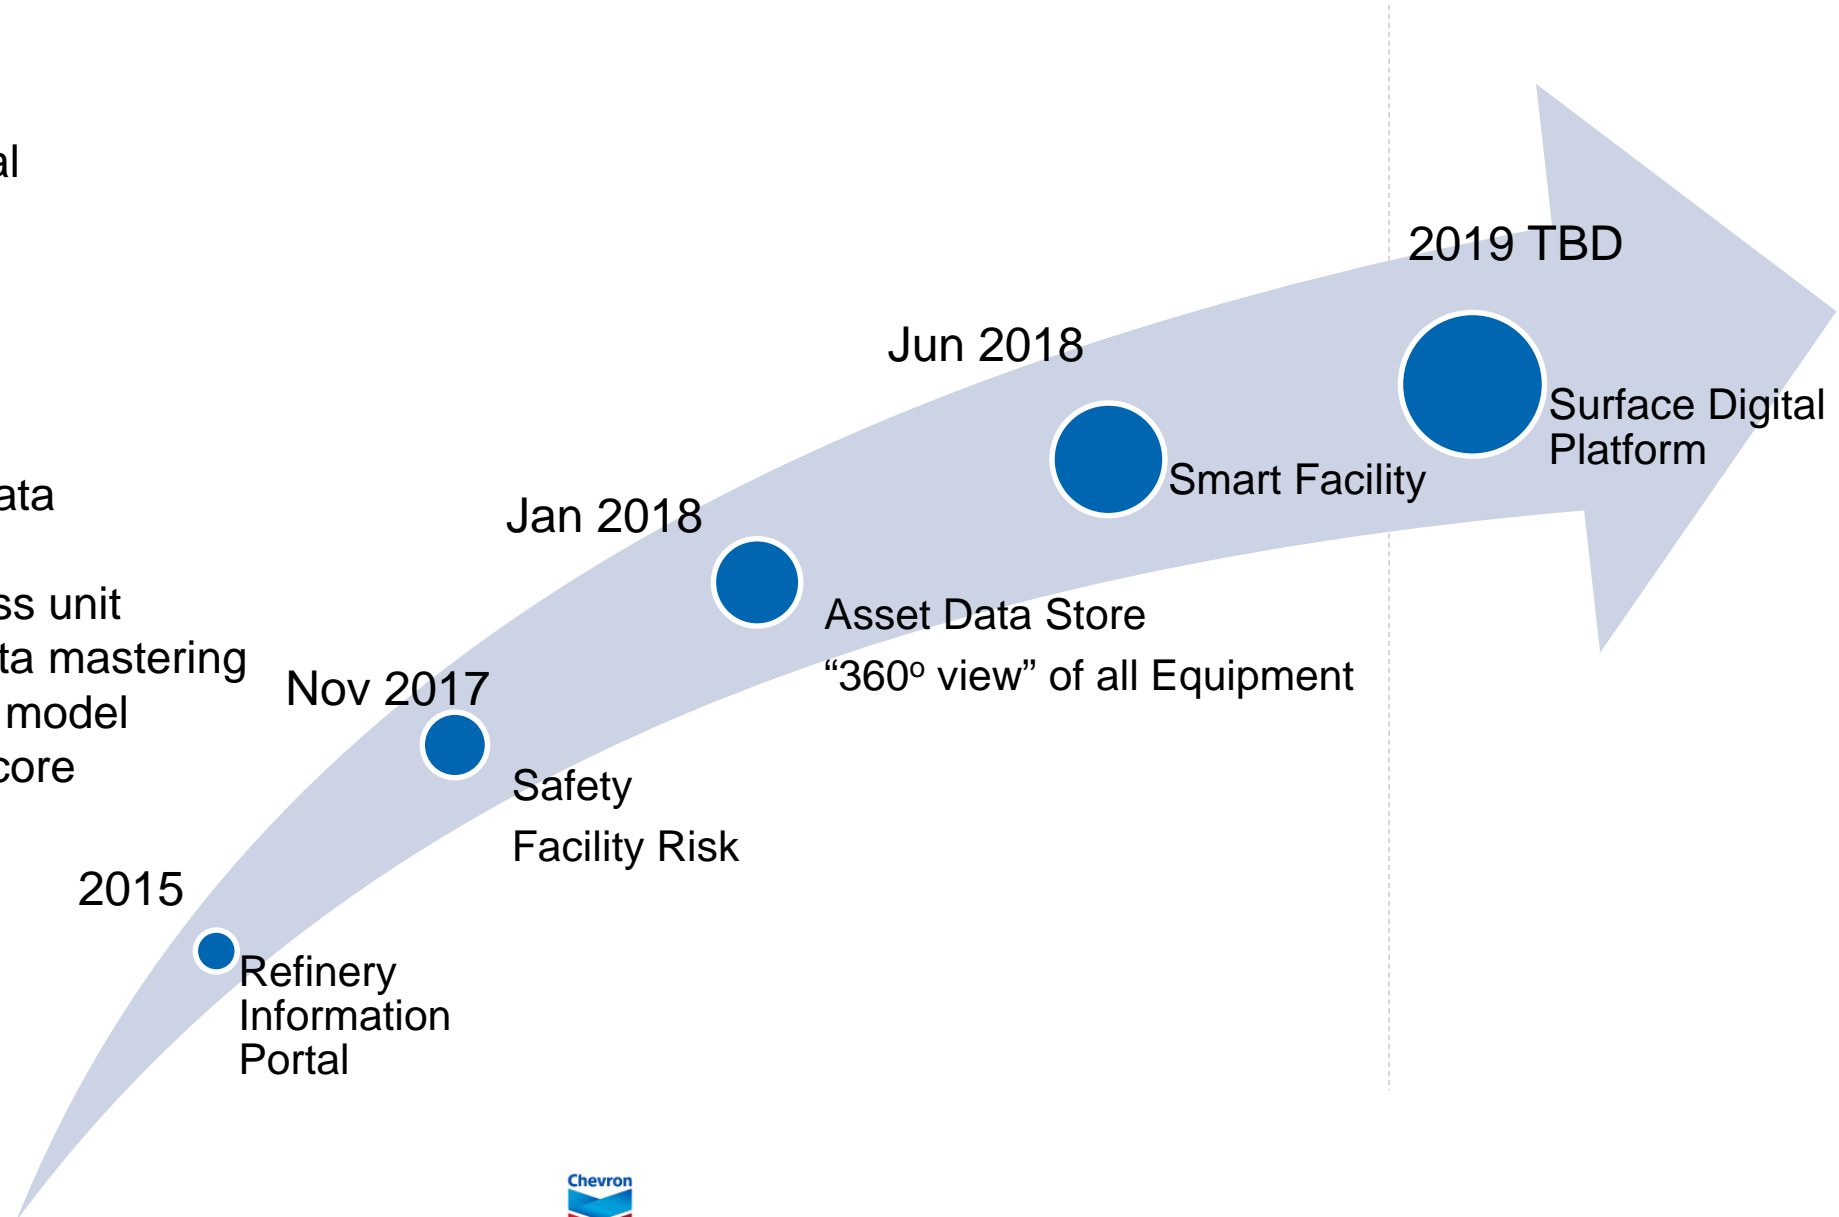 al
ata
ss unit
ta mastering
model
core
2019 TBD
Jun 2018
Surface Digital
Platform
Smart Facility
Jan 2018
Asset Data Store
“360º view” of all Equipment
Nov 2017
Safety
Facility Risk
2015
Refinery
Information
Portal
Chevron